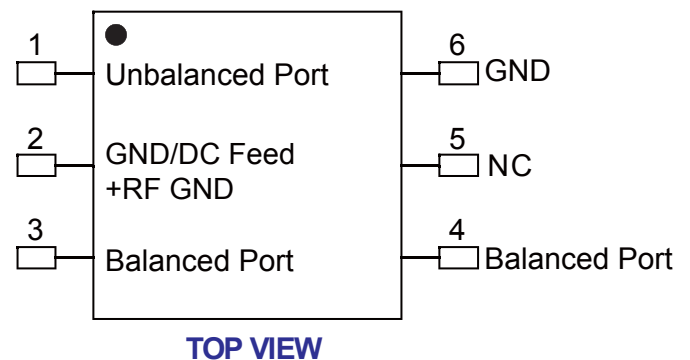 1
Unbalanced Port
6
GND
2
GND/DC Feed
+RF GND
5
NC
3
Balanced Port
4
Balanced Port
TOP VIEW